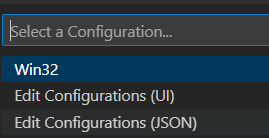 Select a Configuration...
Win32
Edit Configurations (UI)
Edit Configurations (JSON)